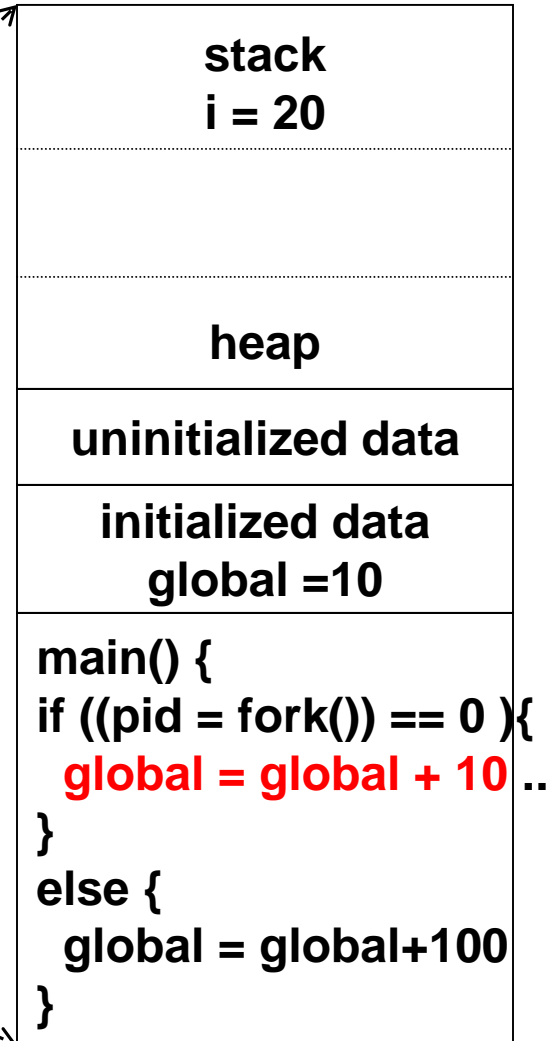 stack
i = 20
heap
uninitialized data
initialized data
global =10
main() {
if ((pid = fork()) == 0 ){
global = global + 10 ..
}
else {
global = global+100
}